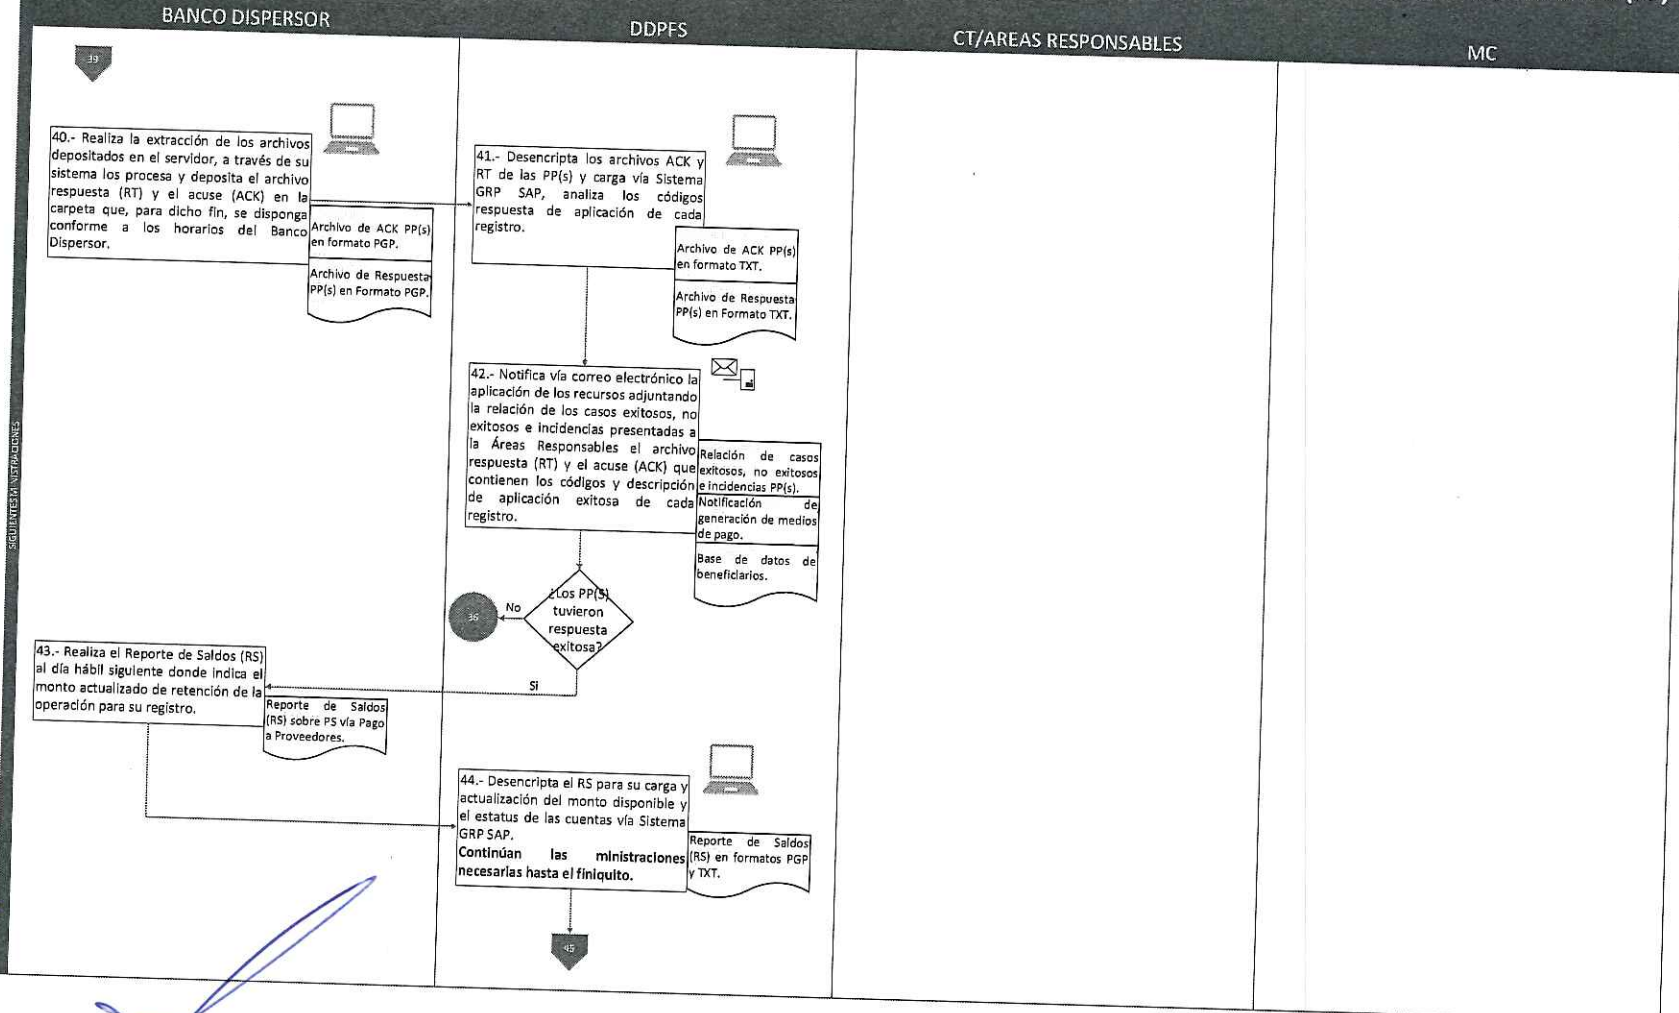 BANCO DISPERSOR
DDPFS
CT/AREAS RESPONSABLES
MC
SIGUIENTES MINISTRACIONES
39
40.- Realiza la extracción de los archivos
depositados en el servidor, a través de su
sistema los procesa y deposita el archivo
respuesta (RT) y el acuse (ACK) en la
carpeta que, para dicho fin, se disponga
conforme a los horarios del Banco
Dispersor.
Archivo de ACK PP(s)
en formato PGP.
Archivo de Respuesta
PP(s) en Formato PGP.
41.- Desencripta los archivos ACK y
RT de las PP(s) y carga vía Sistema
GRP SAP, analiza los códigos
respuesta de aplicación de cada
registro.
Archivo de ACK PP(s)
en formato TXT.
Archivo de Respuesta
PP(s) en Formato TXT.
42.- Notifica vía correo electrónico la
aplicación de los recursos adjuntando
la relación de los casos exitosos, no
exitosos e incidencias presentadas a
la Áreas Responsables el archivo
respuesta (RT) y el acuse (ACK) que
contienen los códigos y descripción
de aplicación exitosa de cada
registro.
Relación de casos
exitosos, no exitosos
e incidencias PP(s).
Notificación de
generación de medios
de pago.
Base de datos de
beneficiarios.
¿Los PP(S)
tuvieron
respuesta
exitosa?
No
36
Si
43.- Realiza el Reporte de Saldos (RS)
al día hábil siguiente donde indica el
monto actualizado de retención de la
operación para su registro.
Reporte de Saldos
(RS) sobre PS vía Pago
a Proveedores.
44.- Desencripta el RS para su carga y
actualización del monto disponible y
el estatus de las cuentas vía Sistema
GRP SAP.
Continúan las ministraciones
necesarias hasta el finiquito.
Reporte de Saldos
(RS) en formatos PGP
y TXT.
45